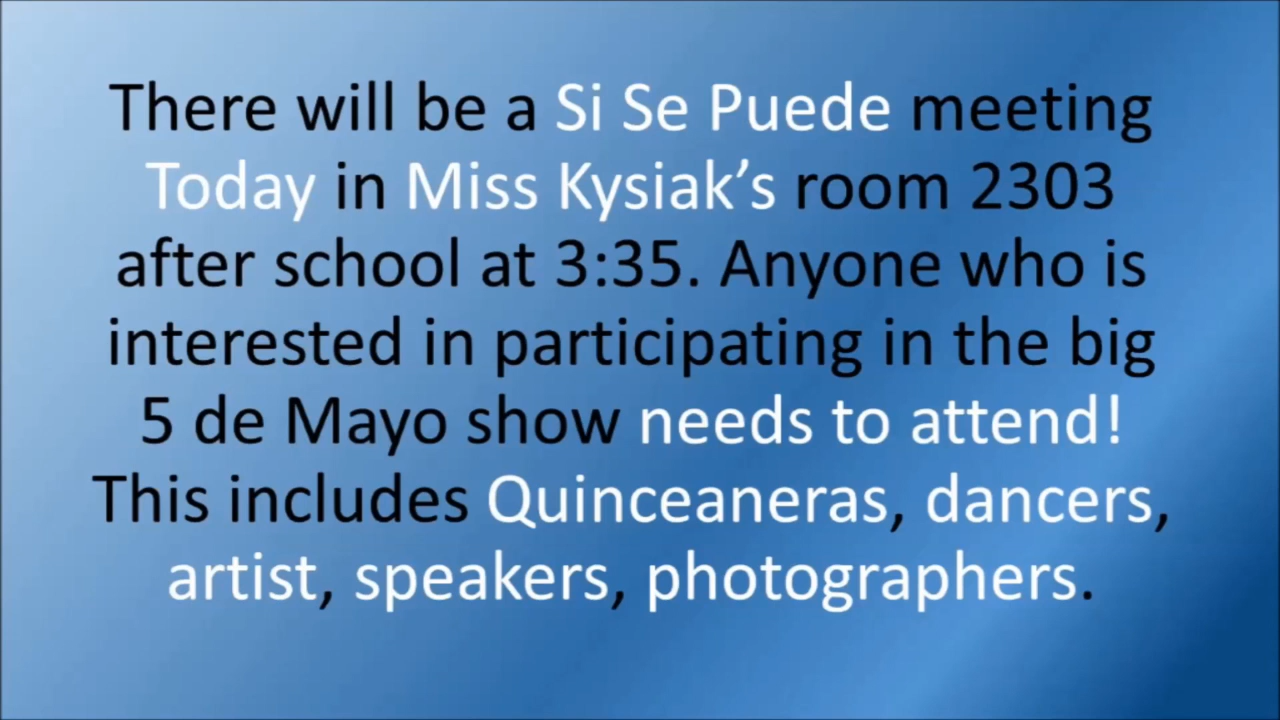 There will be a Si Se Puede meeting
Today in Miss Kysiak’s room 2303
after school at 3:35. Anyone who is
interested in participating in the big
5 de Mayo show needs to attend!
This includes Quinceaneras, dancers,
artist, speakers, photographers.